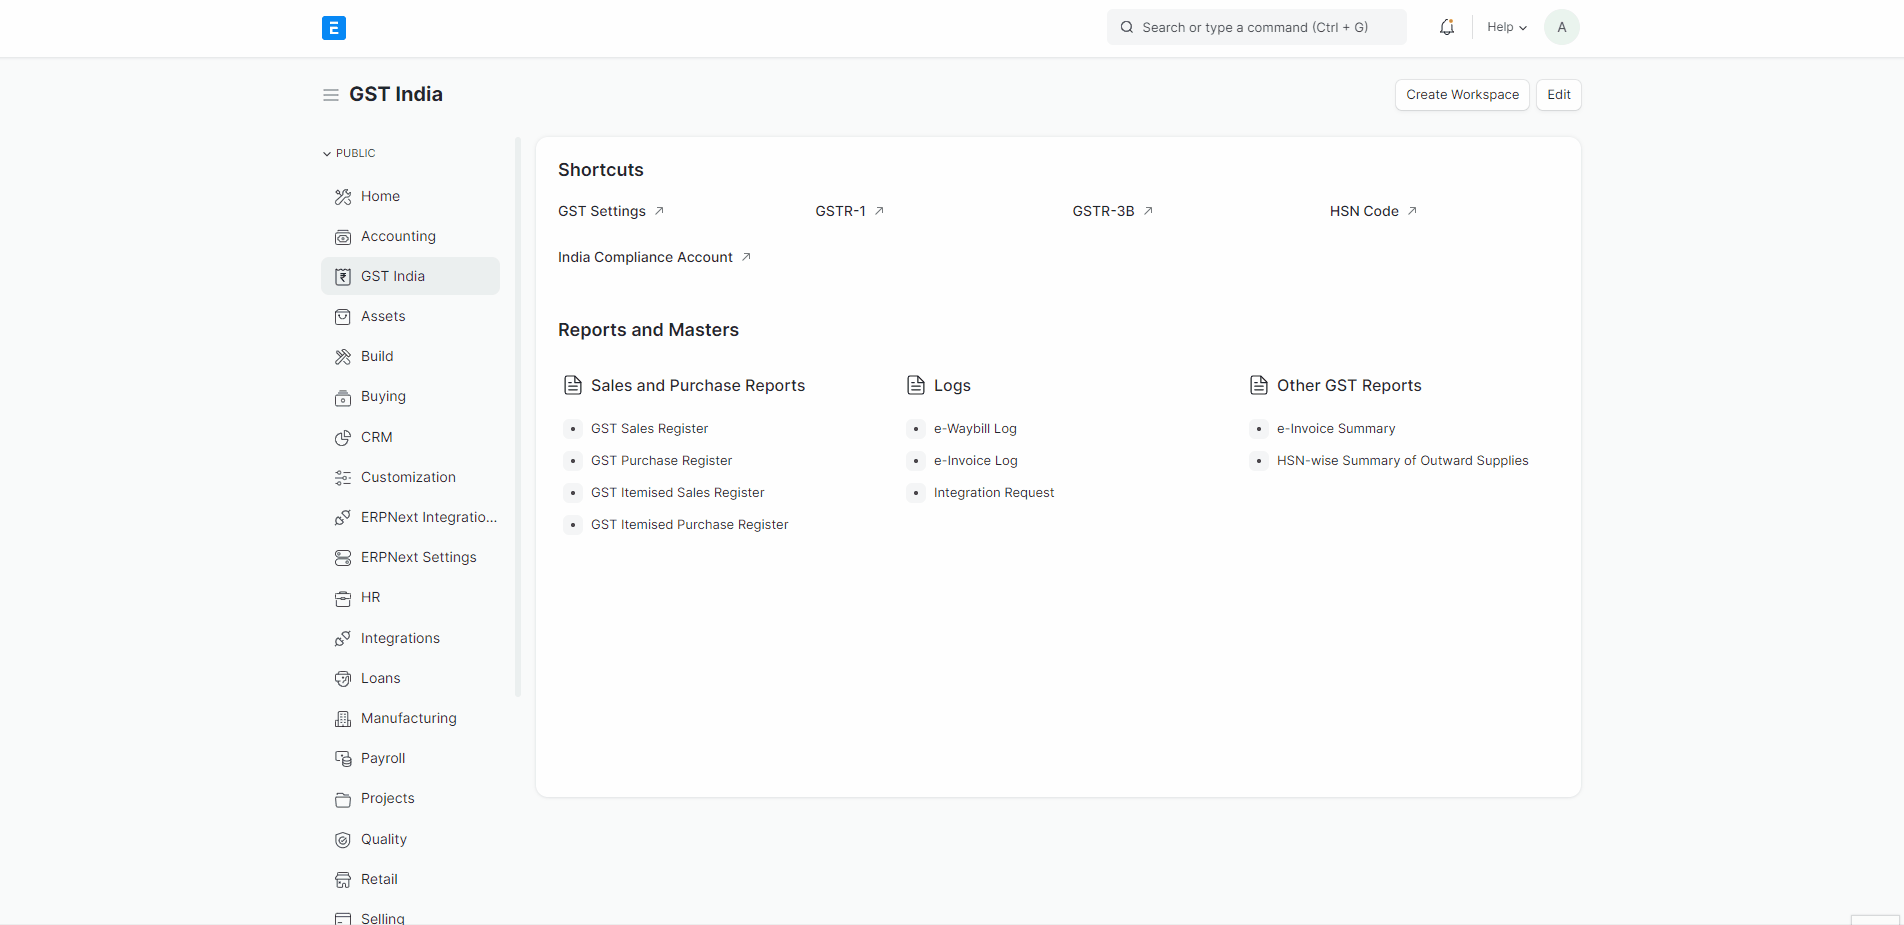 E
Search or type a command (Ctrl + G)
Help
A
GST India
Create Workspace
Edit
PUBLIC
Home
Accounting
GST India
Assets
Build
Buying
CRM
Customization
ERPNext Integratio...
ERPNext Settings
HR
Integrations
Loans
Manufacturing
Payroll
Projects
Quality
Retail
Selling
Shortcuts
GST Settings
GSTR-1
GSTR-3B
HSN Code
India Compliance Account
Reports and Masters
Sales and Purchase Reports
GST Sales Register
GST Purchase Register
GST Itemised Sales Register
GST Itemised Purchase Register
Logs
e-Waybill Log
e-Invoice Log
Integration Request
Other GST Reports
e-Invoice Summary
HSN-wise Summary of Outward Supplies